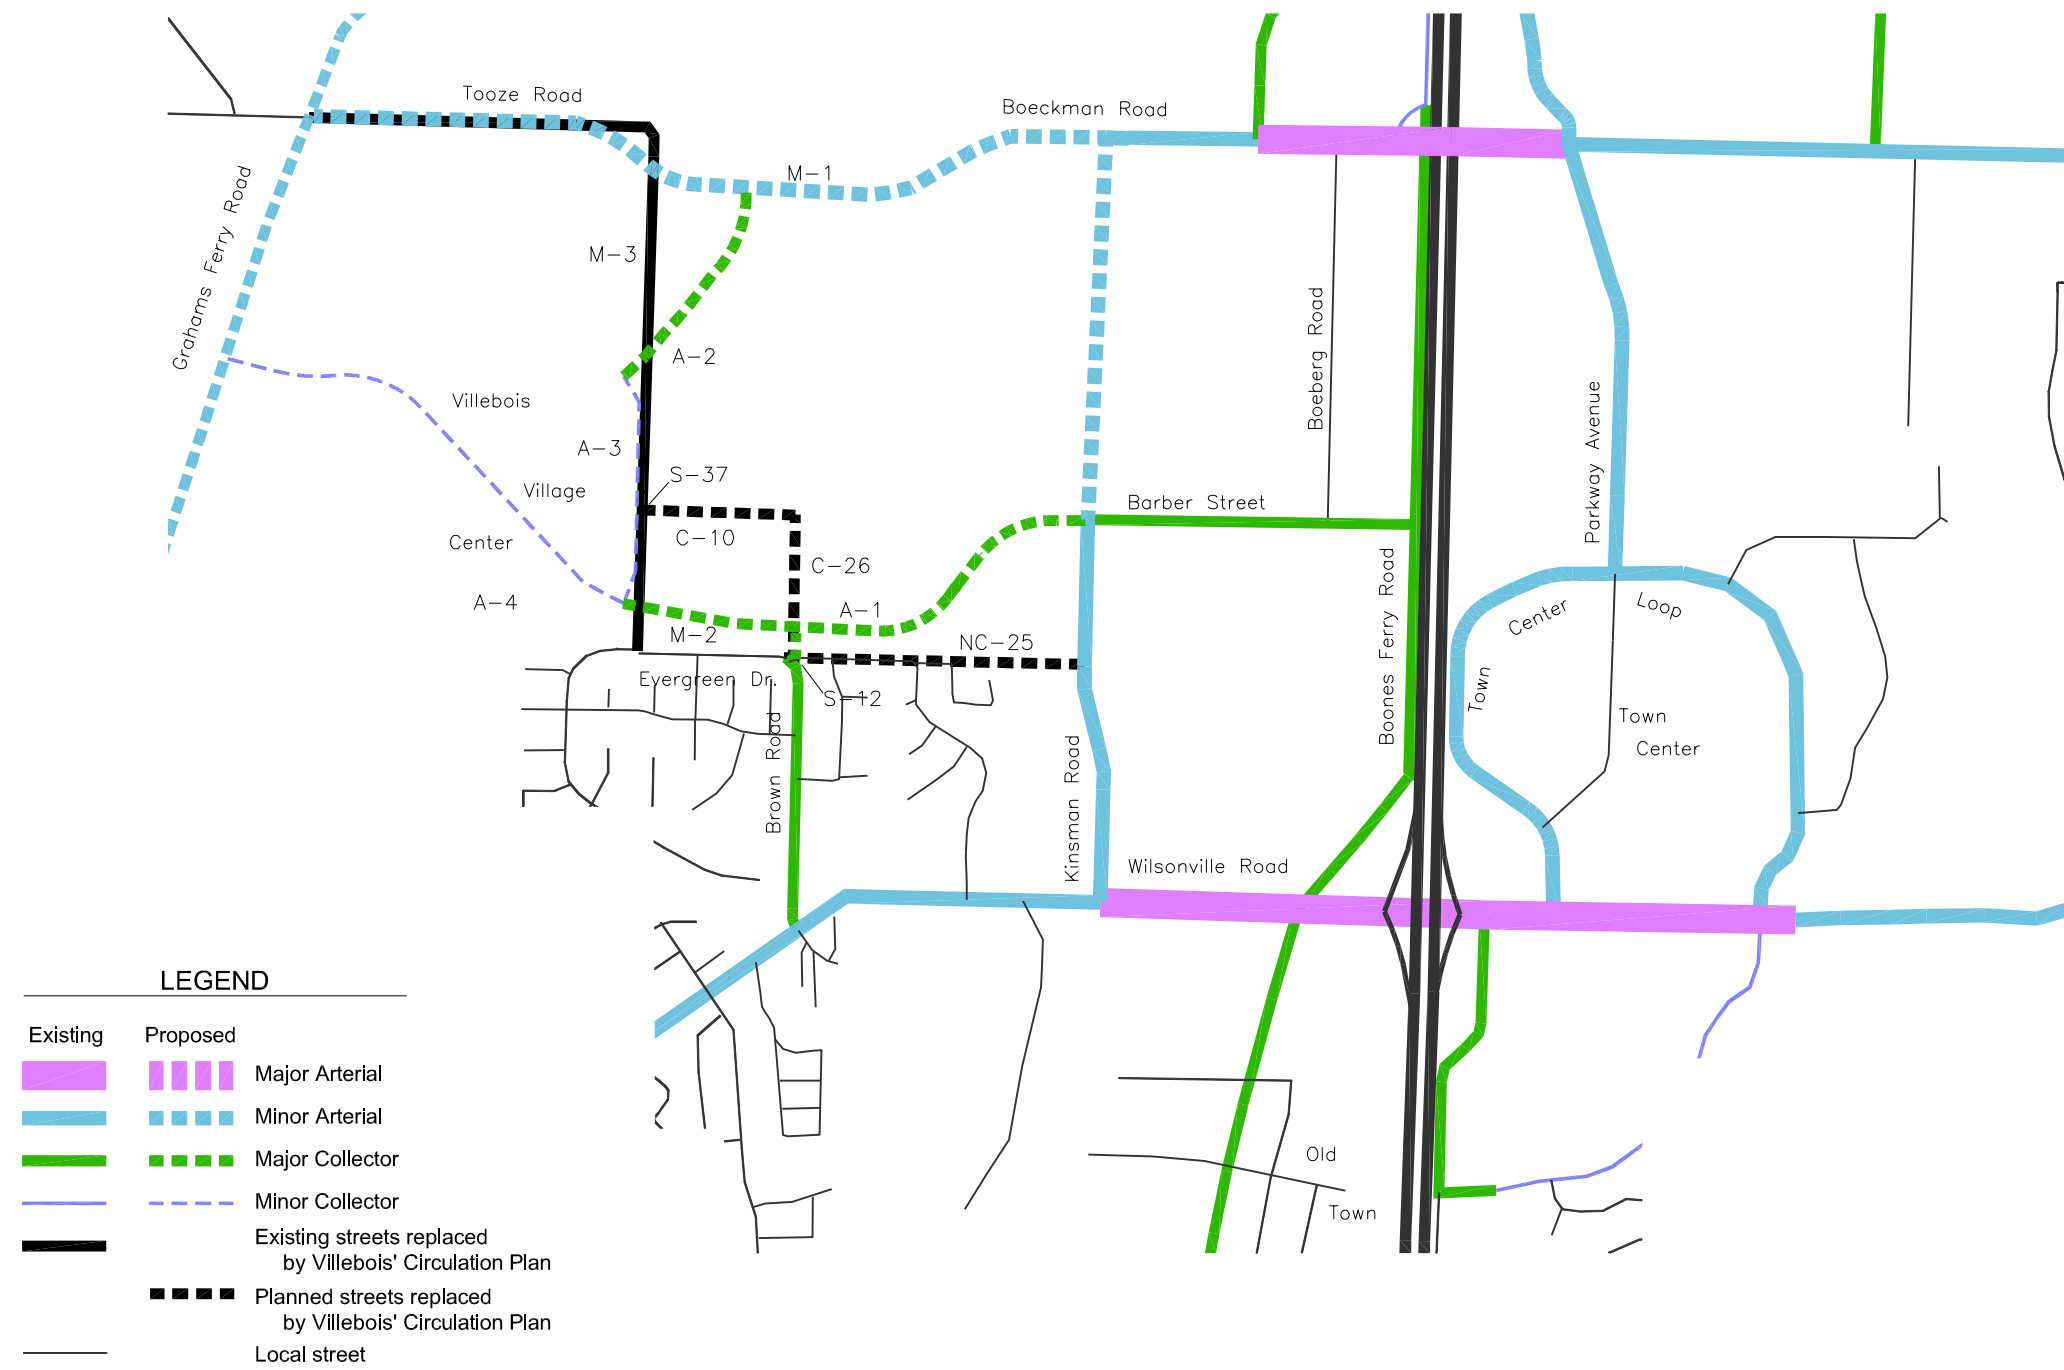 Tooze Road
Boeckman Road
M-1
Grahams Ferry Road
M-3
A-2
Boeberg Road
Villebois
Parkway Avenue
A-3
S-37
Village
Barber Street
C-10
Center
C-26
Boones Ferry Road
A-4
A-1
Center
Loop
M-2
NC-25
Evergreen Dr.
S-12
Town
Town
Center
Brown Road
Kinsman Road
Wilsonville Road
Old
Town
LEGEND
Existing
Proposed
Major Arterial
Minor Arterial
Major Collector
Minor Collector
Existing streets replaced
by Villebois' Circulation Plan
Planned streets replaced
by Villebois' Circulation Plan
Local street